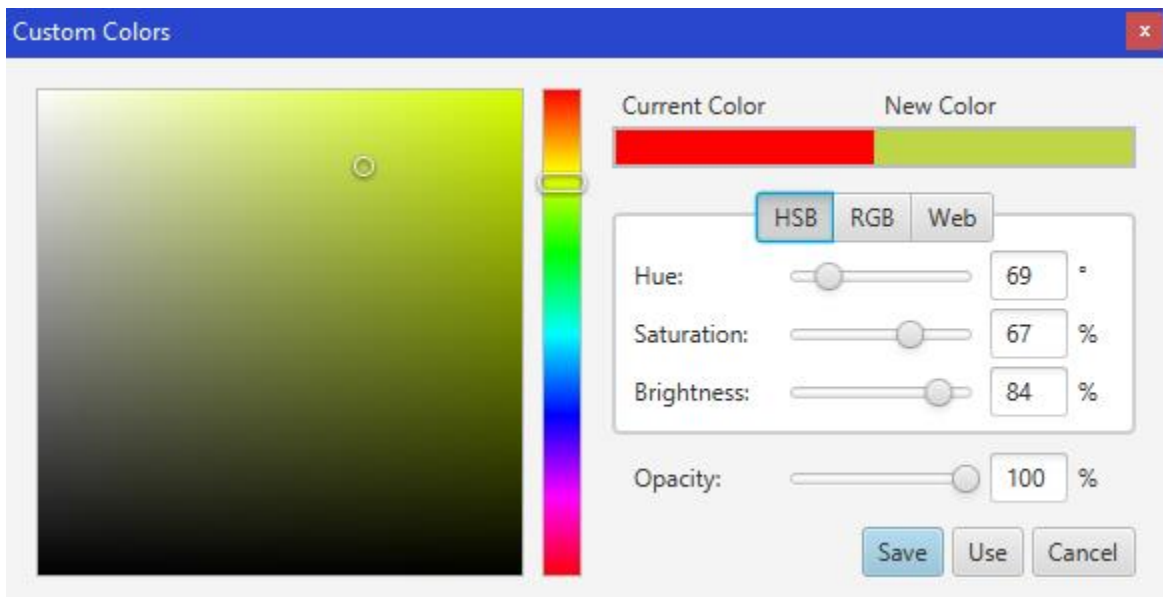 Custom Colors x
Current Color New Color
HSB RGB Web
Hue: 69 °
Saturation: 67 %
Brightness: 84 %
Opacity: 100 %
Save Use Cancel